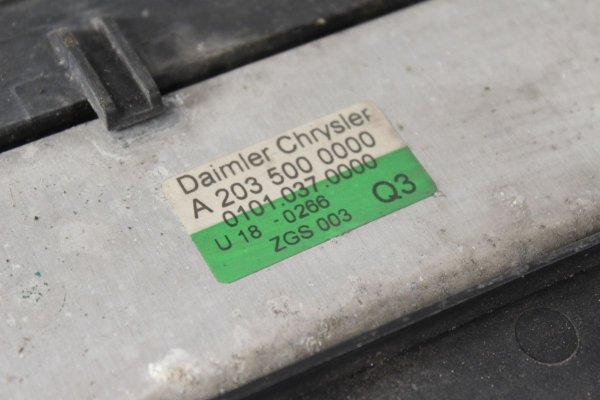 Daimler Chrysler
A 203 500 0000
0101.037.0000
U 18 - 0266 Q3
ZGS 003